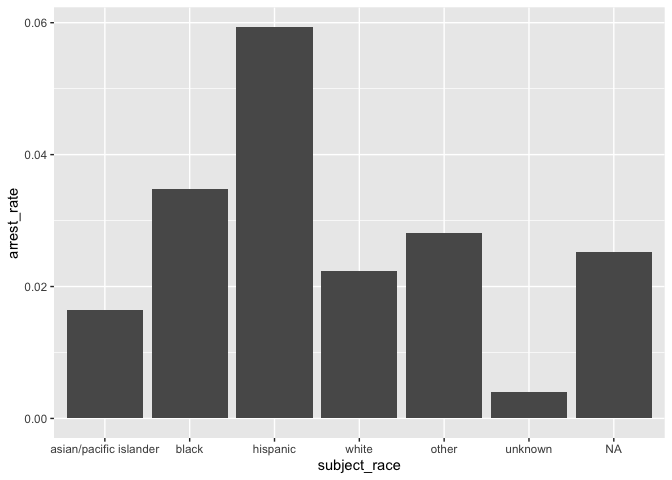 0.06
0.04
0.02
0.00
arrest_rate
asian/pacific islander black hispanic white other unknown NA
subject_race